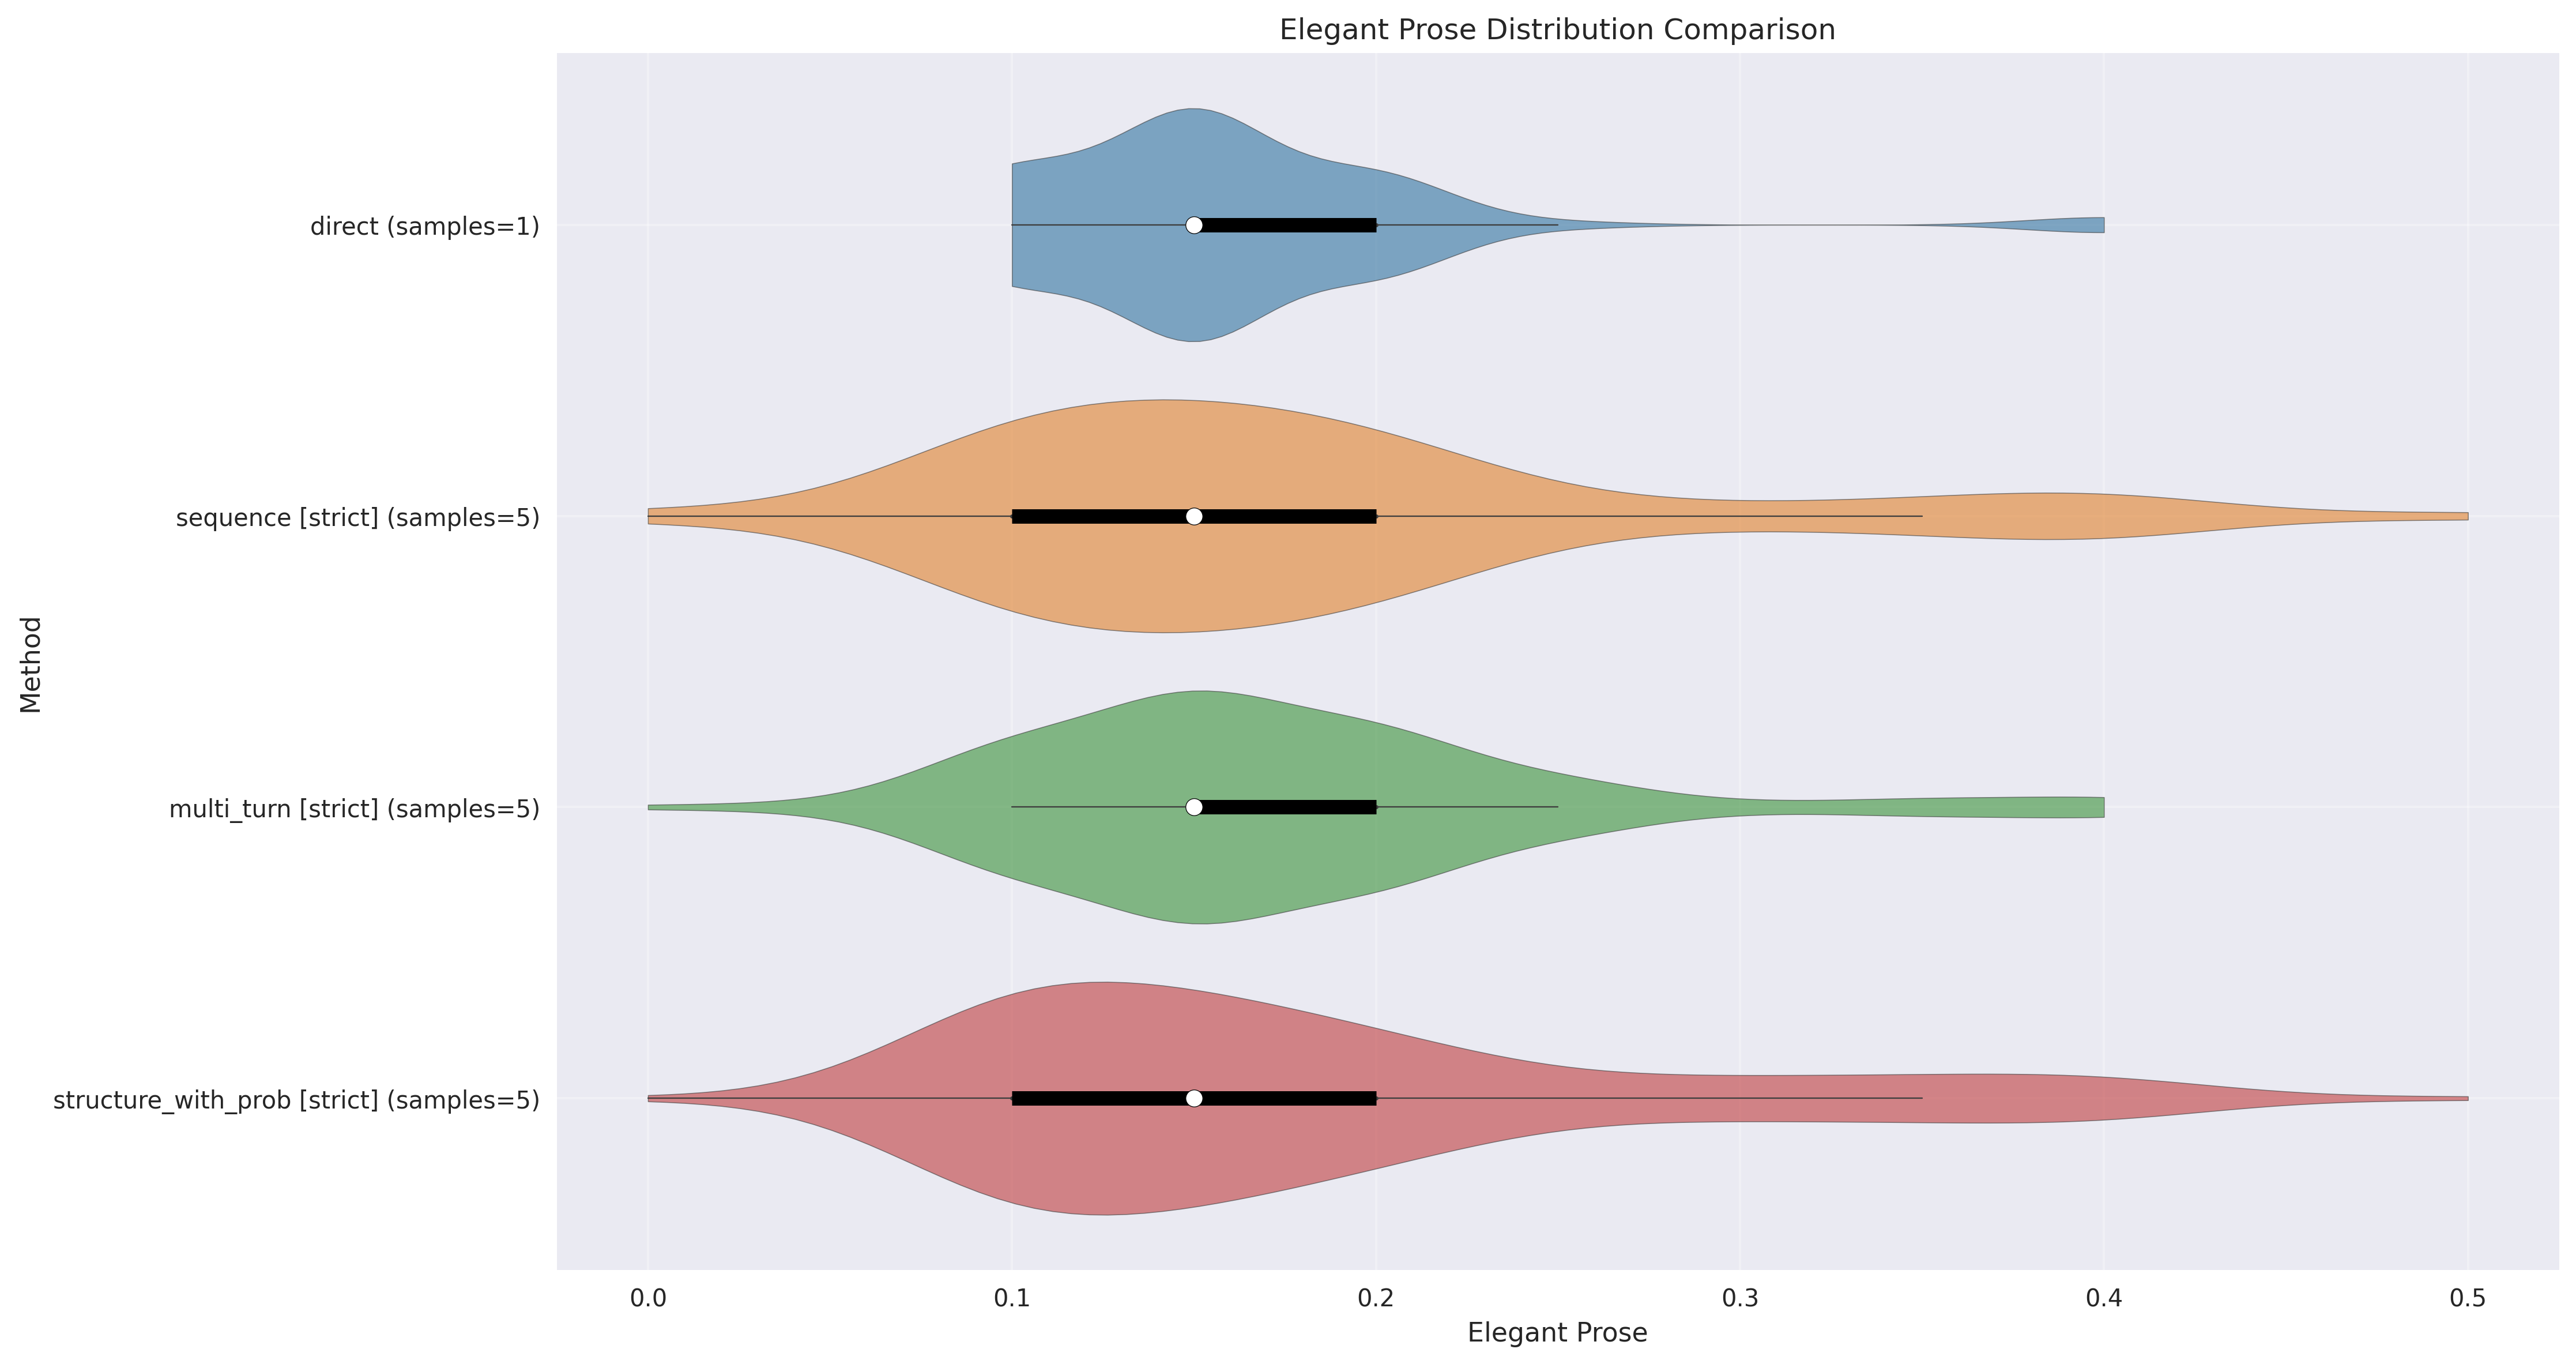 Elegant Prose Distribution Comparison
direct (samples=1)
sequence [strict] (samples=5)
multi_turn [strict] (samples=5)
structure_with_prob [strict] (samples=5)
Method
0.0 0.1 0.2 0.3 0.4 0.5
Elegant Prose